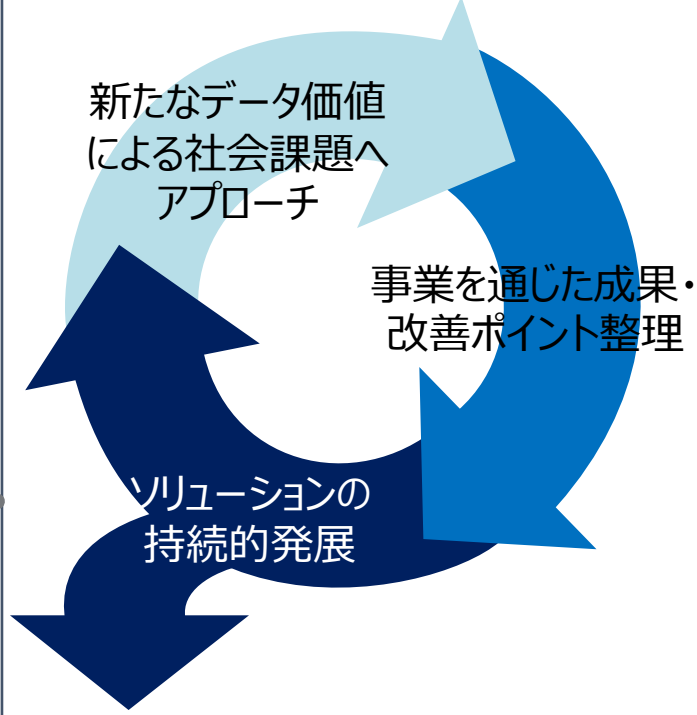 新たなデータ価値
による社会課題へ
アプローチ
事業を通じた成果・
改善ポイント整理
ソリューションの
持続的発展